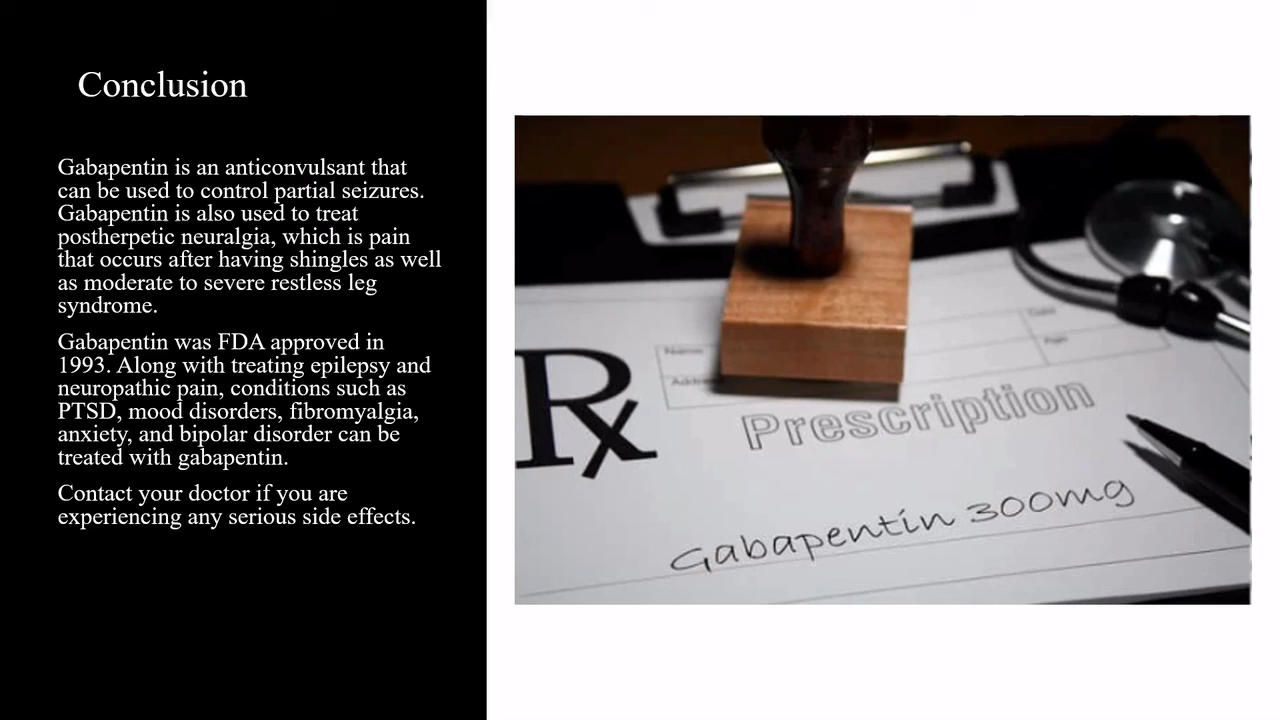 Conclusion
Gabapentin is an anticonvulsant that
can be used to control partial seizures.
Gabapentin is also used to treat
postherpetic neuralgia, which is pain
that occurs after having shingles as well
as moderate to severe restless leg
syndrome.
Gabapentin was FDA approved in
1993. Along with treating epilepsy and
neuropathic pain, conditions such as
PTSD, mood disorders, fibromyalgia,
anxiety, and bipolar disorder can be
treated with gabapentin.
Contact your doctor if you are
experiencing any serious side effects.
Rx
Name
Date
Age
Prescription
Gabapentin 300mg